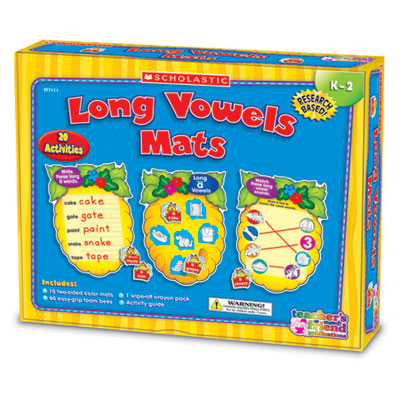 SCHOLASTIC
K-2
Long Vowels
Mats
RESEARCH
BASED!
20
Activities
Write
these long
a words.
cake cake
gate gate
paint paint
snake snake
tape tape
Long
a
Vowels
Match these
long vowel
sounds.
3
Includes:
• 10 two-sided color mats
• 60 easy-grip foam bees
• 1 wipe-off crayon pack
• Activity guide
WARNING!
teacher's
friend
publications